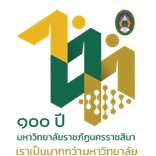 ๑๐๐ ปี
มหาวิทยาลัยราชภัฏนครราชสีมา
เราเป็นมากกว่ามหาวิทยาลัย